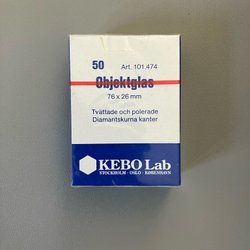 50 Art. 101.474
Objektglas
76 x 26 mm
Tvättade och polerade
Diamantskurna kanter
KEBO Lab
STOCKHOLM · OSLO · KØBENHAVN